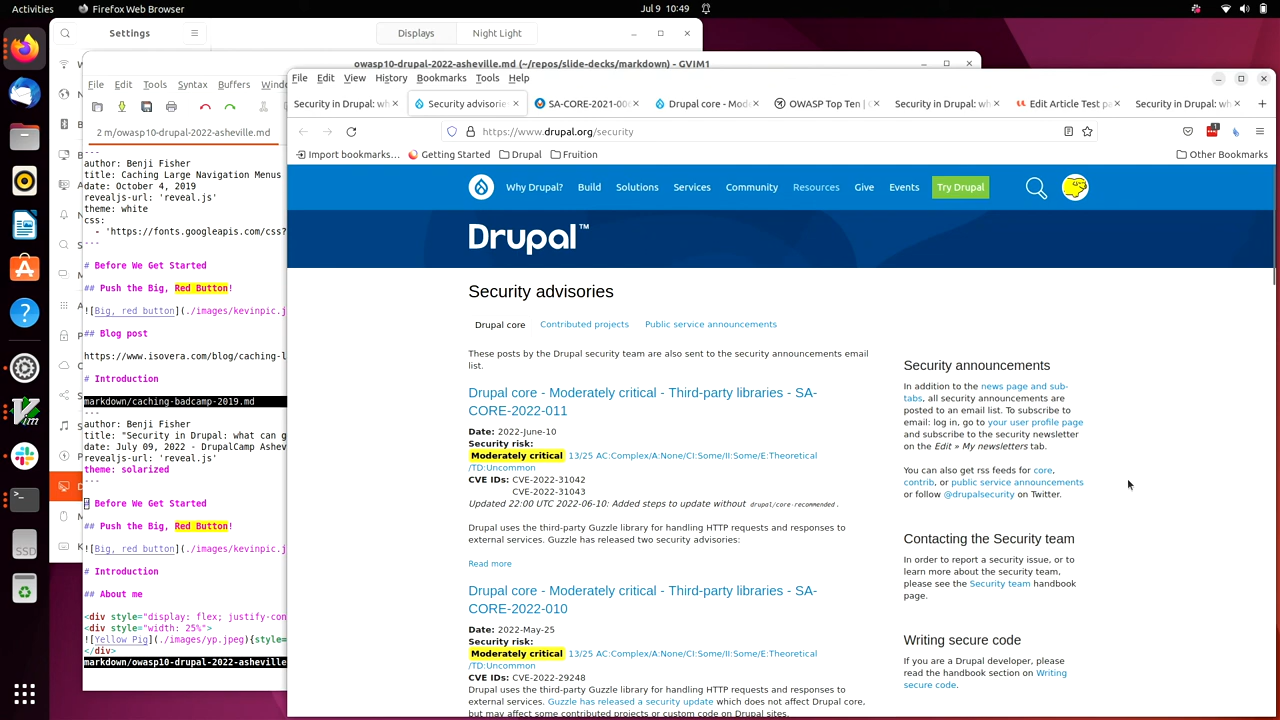 Activities
Firefox Web Browser
Jul 9 10:49
Settings
Displays
Night Light
owasp10-drupal-2022-asheville.md (~/repos/slide-decks/markdown) - GVIM1
File Edit Tools Syntax Buffers
2 m/owasp10-drupal-2022-asheville.md
---
author: Benji Fisher
title: Caching Large Navigation Menus
date: October 4, 2019
revealjs-url: 'reveal.js'
theme: white
css:
- 'https://fonts.googleapis.com/css?
---
# Before We Get Started
## Push the Big, Red Button!
![Big, red button](./images/kevinpic.j
## Blog post
https://www.isovera.com/blog/caching-l
# Introduction
markdown/caching-badcamp-2019.md
---
author: Benji Fisher
title: "Security in Drupal: what can g
date: July 09, 2022 - DrupalCamp Ashev
revealjs-url: 'reveal.js'
theme: solarized
---
# Before We Get Started
## Push the Big, Red Button!
![Big, red button](./images/kevinpic.j
# Introduction
## About me
<div style="display: flex; justify-con
<div style="width: 25%">
![Yellow Pig](./images/yp.jpeg){style=
</div>
markdown/owasp10-drupal-2022-asheville
File Edit View History Bookmarks Tools Help
Security in Drupal: wh
Security advisorie
SA-CORE-2021-00
Drupal core - Mod
OWASP Top Ten | 
Security in Drupal: wh
Edit Article Test pa
Security in Drupal: wh
https://www.drupal.org/security
1
Import bookmarks...
Getting Started
Drupal
Fruition
Other Bookmarks
Why Drupal? Build Solutions Services Community Resources Give Events Try Drupal
Drupal™
Security advisories
Drupal core
Contributed projects
Public service announcements
These posts by the Drupal security team are also sent to the security announcements email
list.
Drupal core - Moderately critical - Third-party libraries - SA-
CORE-2022-011
Date: 2022-June-10
Security risk:
Moderately critical 13/25 AC:Complex/A:None/CI:Some/II:Some/E:Theoretical
/TD:Uncommon
CVE IDs: CVE-2022-31042
CVE-2022-31043
Updated 22:00 UTC 2022-06-10: Added steps to update without drupal/core-recommended.
Drupal uses the third-party Guzzle library for handling HTTP requests and responses to
external services. Guzzle has released two security advisories:
Read more
Drupal core - Moderately critical - Third-party libraries - SA-
CORE-2022-010
Date: 2022-May-25
Security risk:
Moderately critical 13/25 AC:Complex/A:None/CI:Some/II:Some/E:Theoretical
/TD:Uncommon
CVE IDs: CVE-2022-29248
Drupal uses the third-party Guzzle library for handling HTTP requests and responses to
external services. Guzzle has released a security update which does not affect Drupal core,
but may affect some contributed projects or custom code on Drupal sites.
Security announcements
In addition to the news page and sub-
tabs, all security announcements are
posted to an email list. To subscribe to
email: log in, go to your user profile page
and subscribe to the security newsletter
on the Edit » My newsletters tab.
You can also get rss feeds for core,
contrib, or public service announcements
or follow @drupalsecurity on Twitter.
Contacting the Security team
In order to report a security issue, or to
learn more about the security team,
please see the Security team handbook
page.
Writing secure code
If you are a Drupal developer, please
read the handbook section on Writing
secure code.
SSD